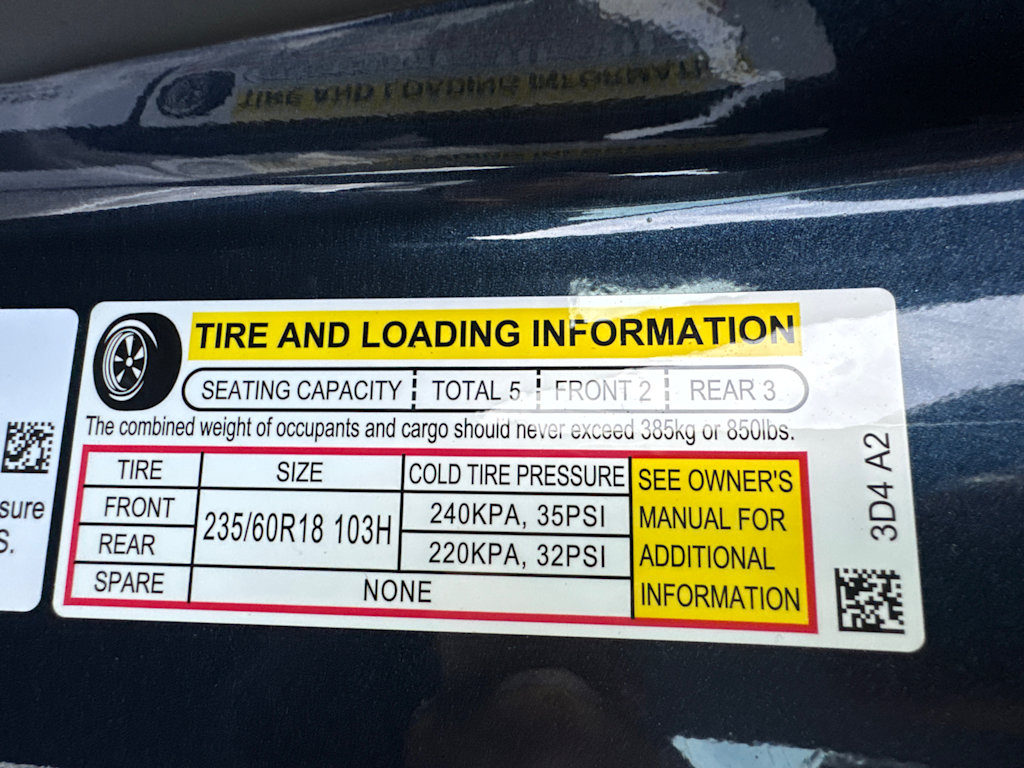 TIRE AND LOADING INFORMATION
SEATING CAPACITY TOTAL 5 FRONT 2 REAR 3
The combined weight of occupants and cargo should never exceed 385kg or 850lbs.
TIRE SIZE COLD TIRE PRESSURE
FRONT 235/60R18 103H 240KPA, 35PSI
REAR 220KPA, 32PSI
SPARE NONE
SEE OWNER'S
MANUAL FOR
ADDITIONAL
INFORMATION
3D4 A2
sure
S.